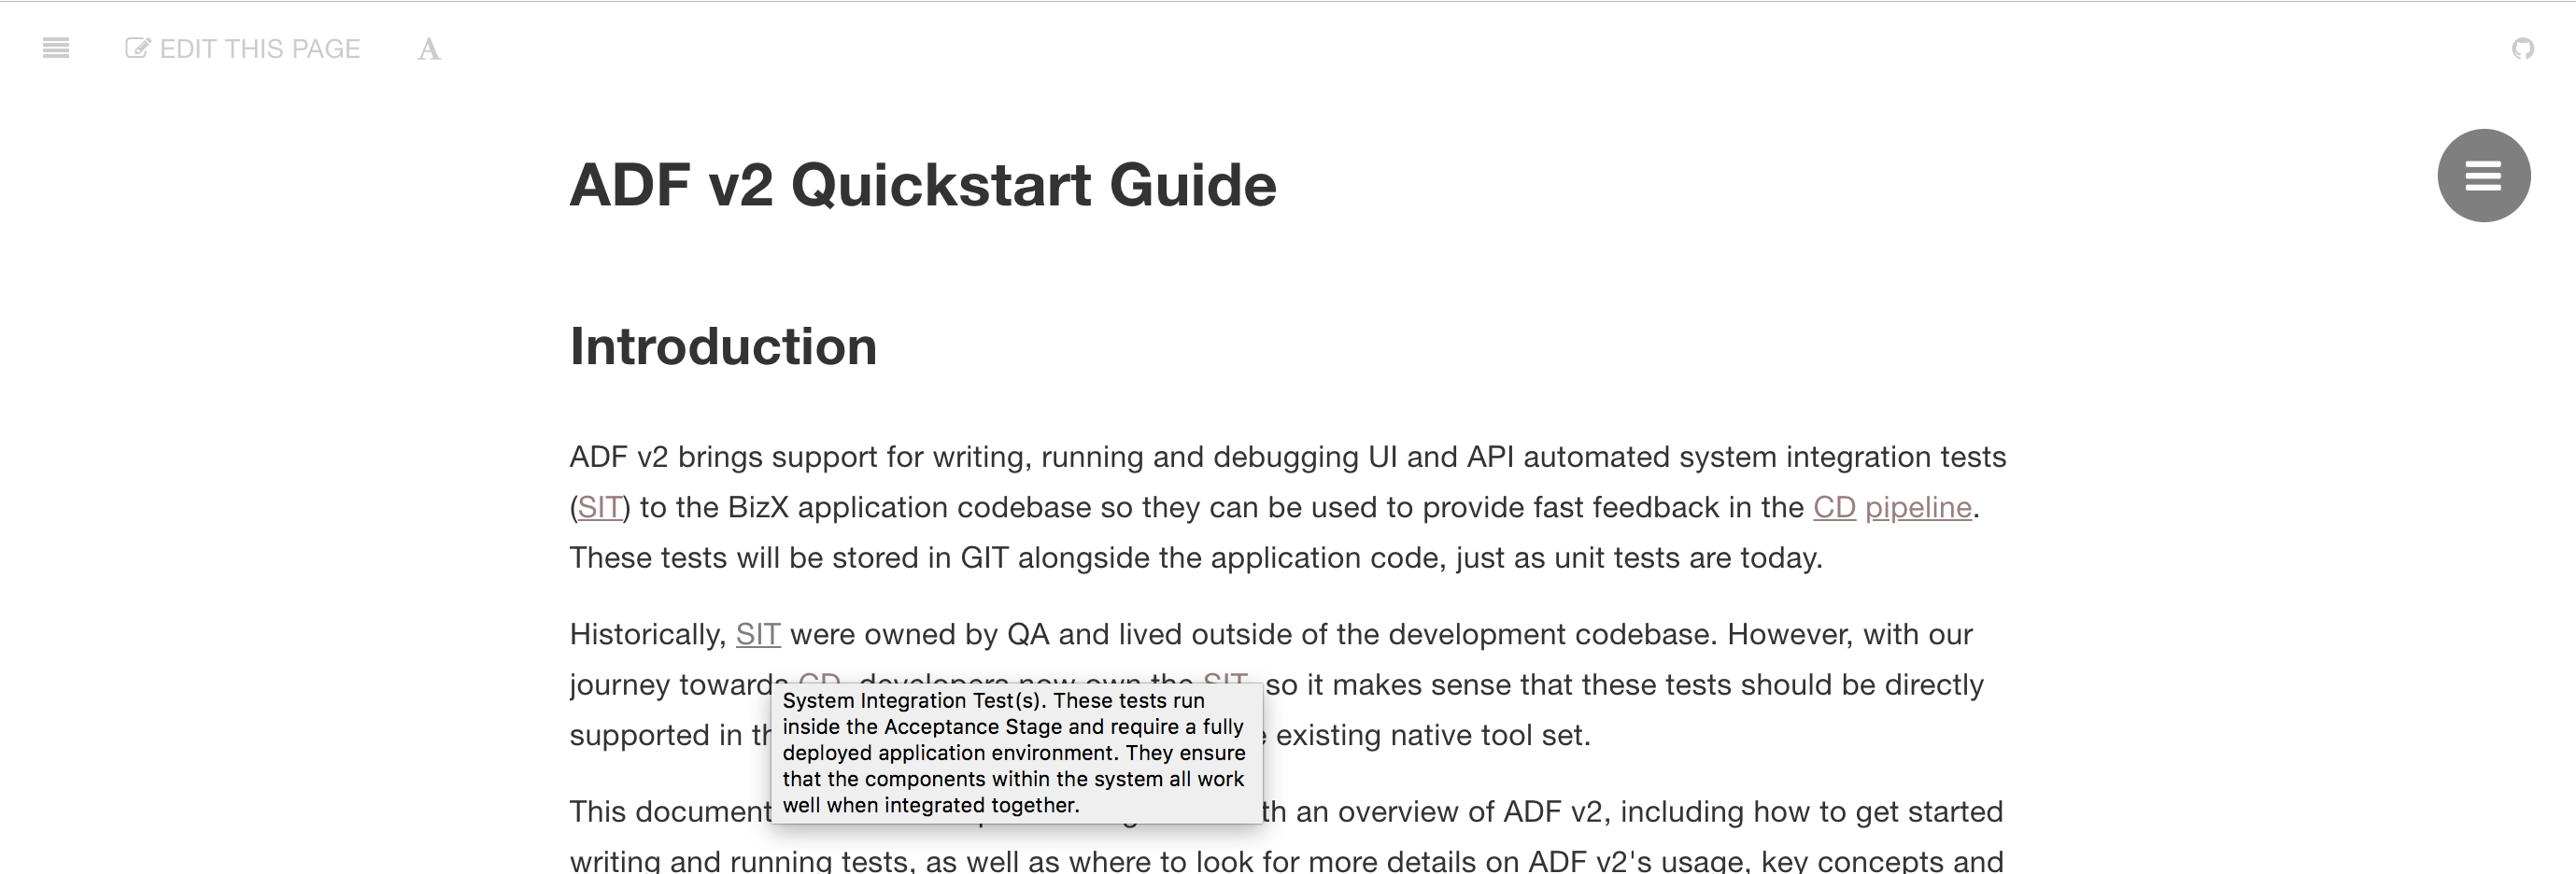 EDIT THIS PAGE A
ADF v2 Quickstart Guide
Introduction
ADF v2 brings support for writing, running and debugging UI and API automated system integration tests
(SIT) to the BizX application codebase so they can be used to provide fast feedback in the CD pipeline.
These tests will be stored in GIT alongside the application code, just as unit tests are today.
Historically, SIT were owned by QA and lived outside of the development codebase. However, with our
journey towards CD, developers now own the SIT, so it makes sense that these tests should be directly
supported in existing native tool set.
System Integration Test(s). These tests run
inside the Acceptance Stage and require a fully
deployed application environment. They ensure
that the components within the system all work
well when integrated together.
This document an overview of ADF v2, including how to get started
writing and running tests, as well as where to look for more details on ADF v2's usage, key concepts and